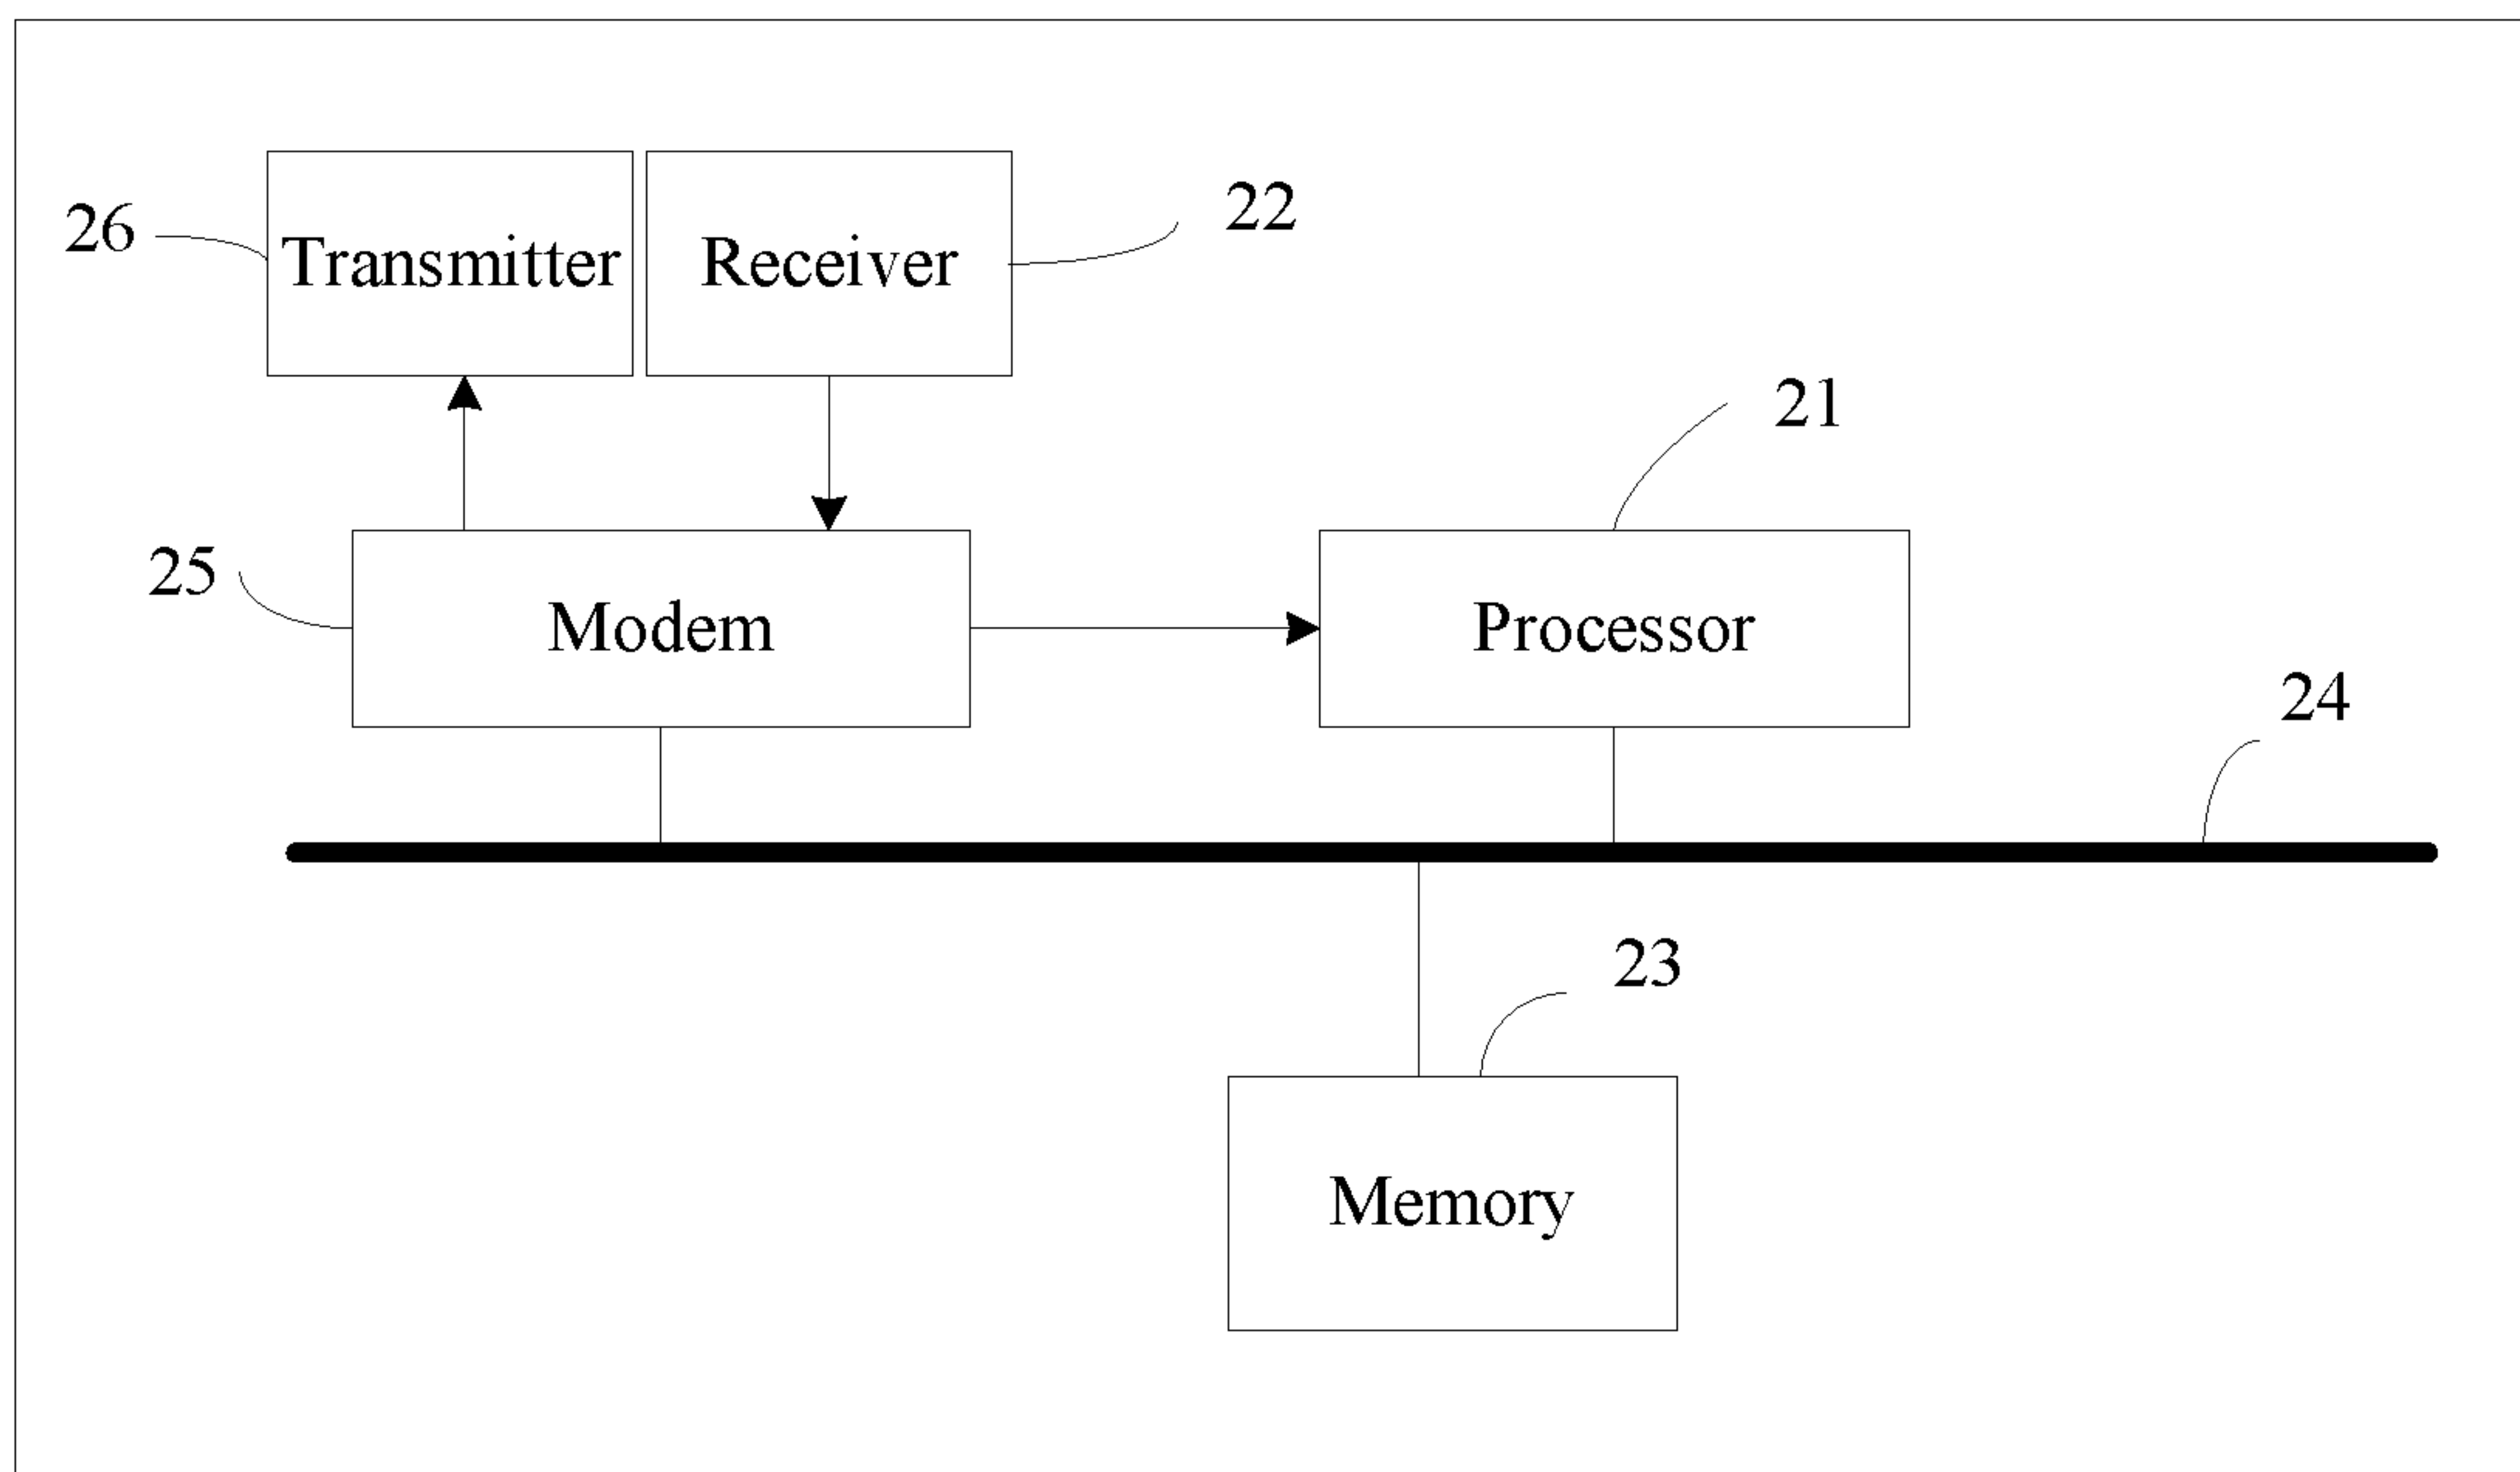 22
26
Transmitter
Receiver
21
25
Modem
Processor
24
23
Memory